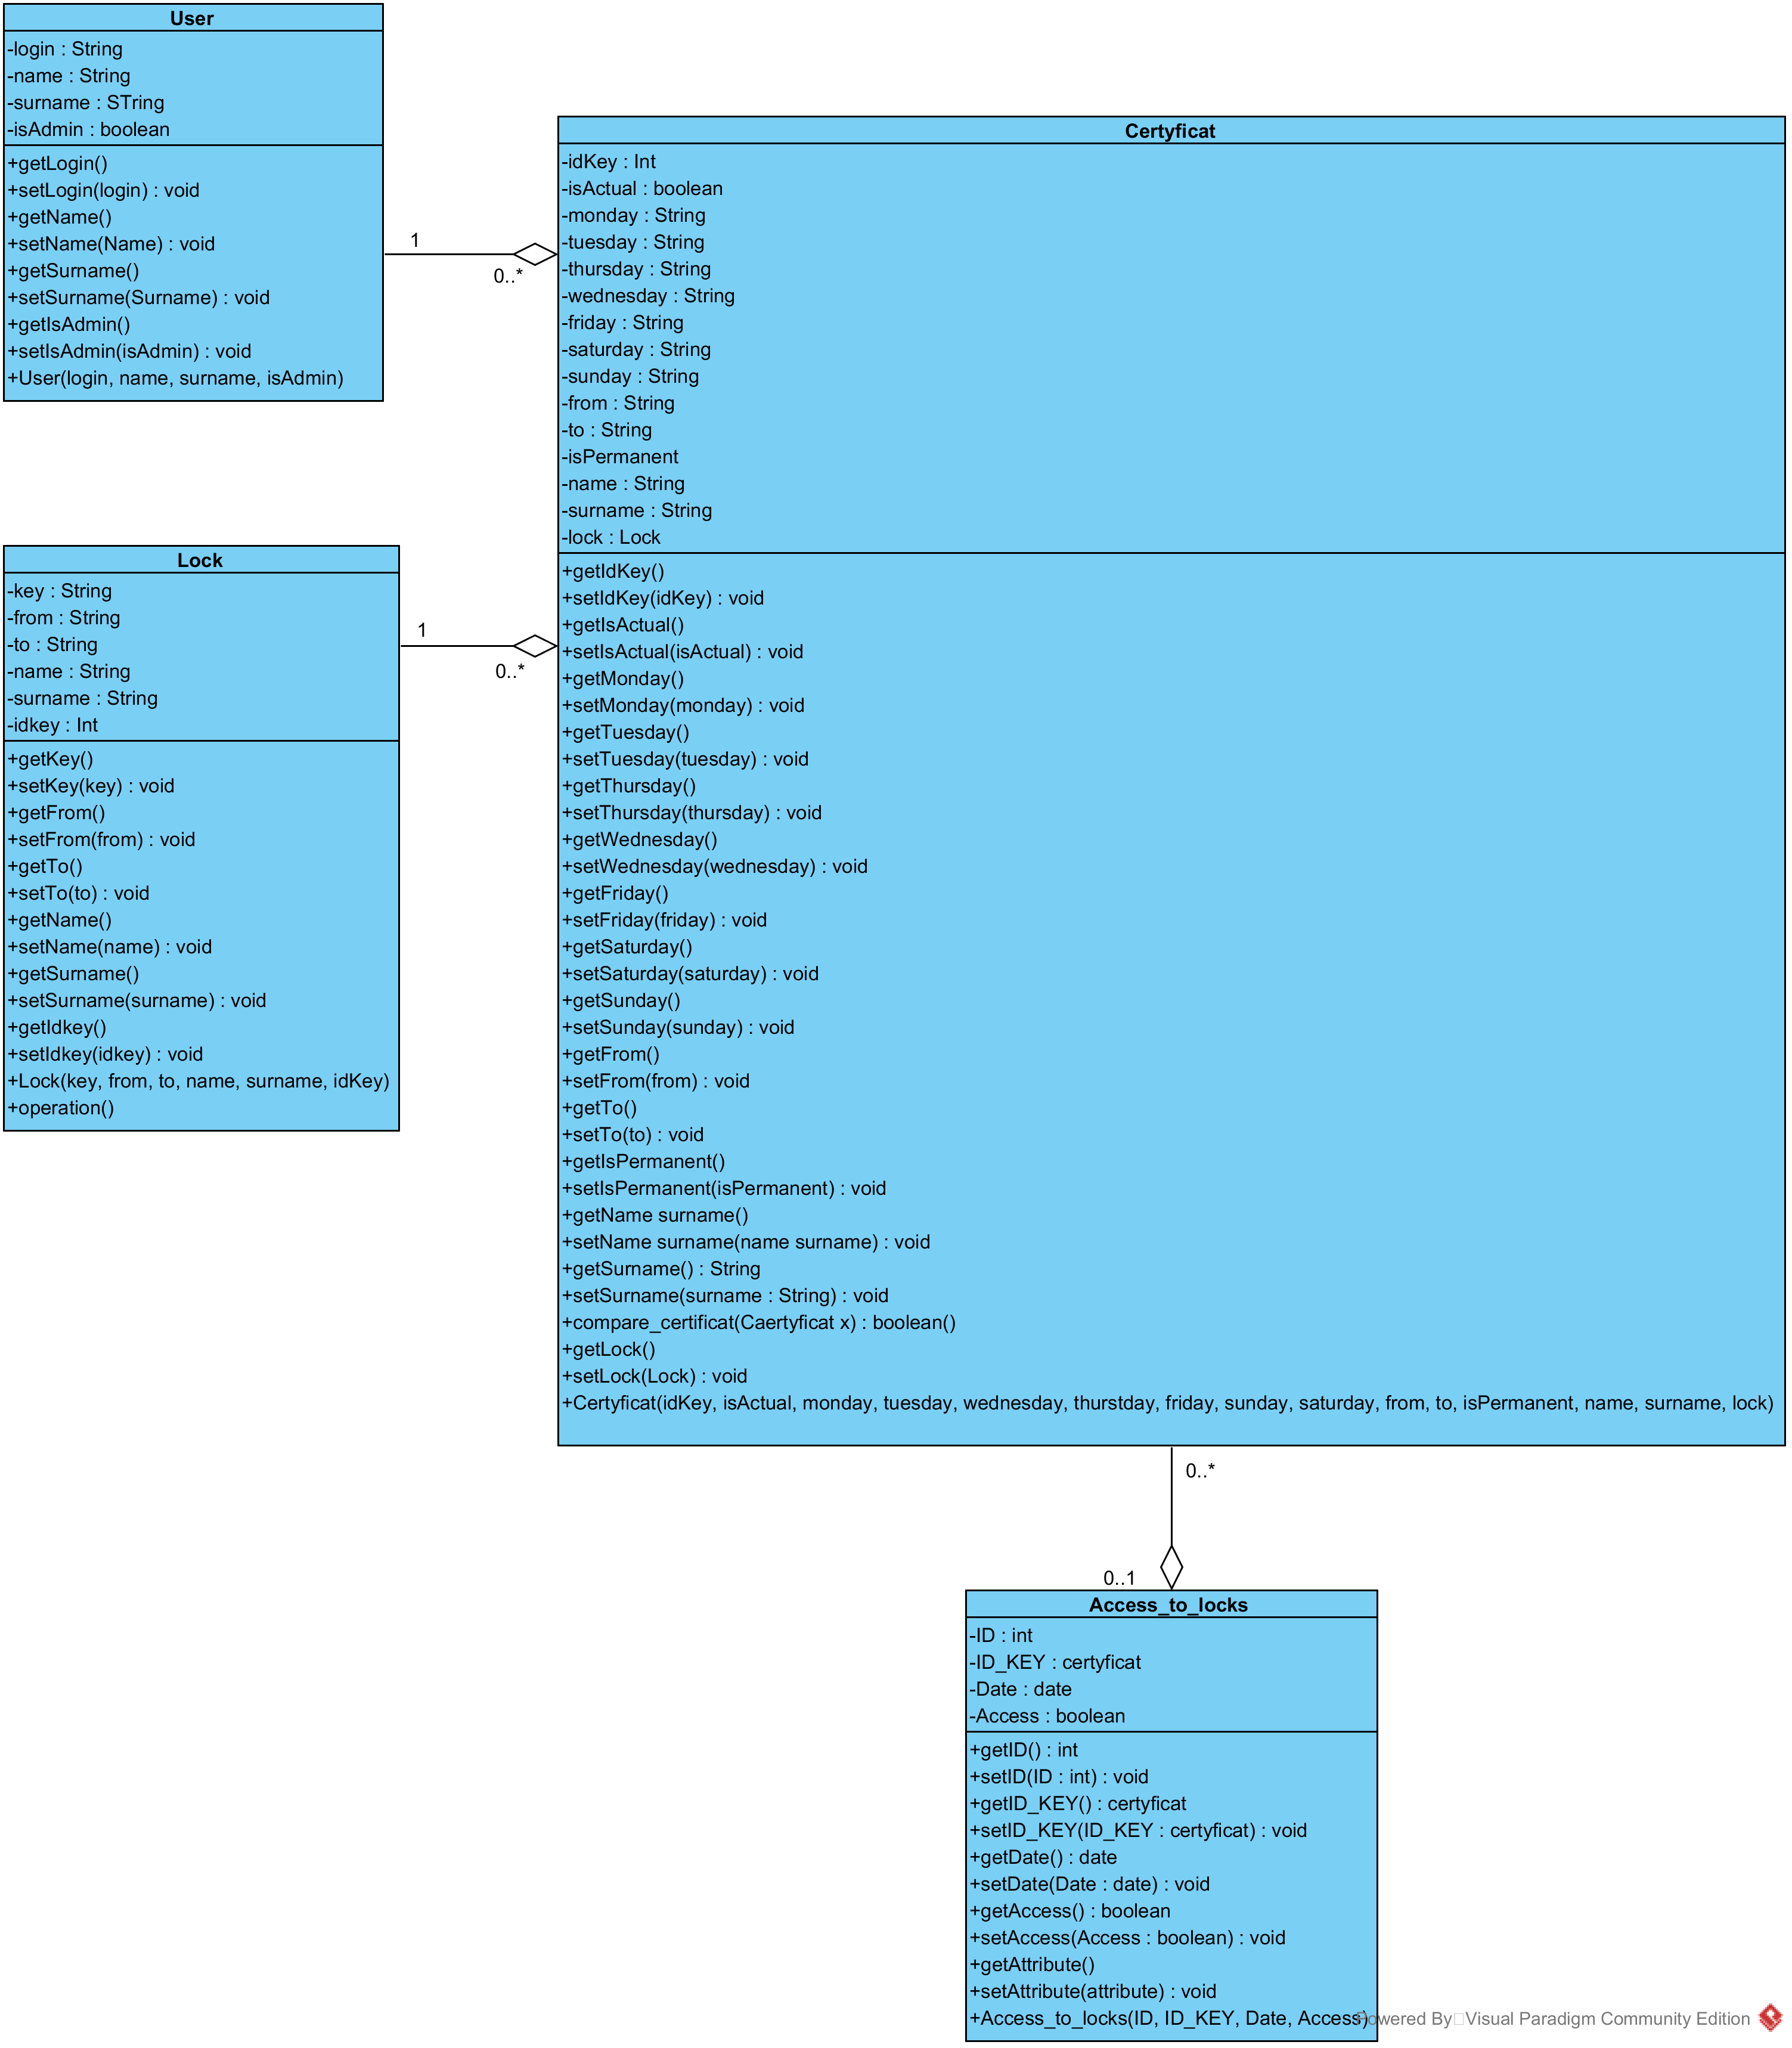 User
-login : String
-name : String
-surname : STring
-isAdmin : boolean
+getLogin()
+setLogin(login) : void
+getName()
+setName(Name) : void
+getSurname()
+setSurname(Surname) : void
+getIsAdmin()
+setIsAdmin(isAdmin) : void
+User(login, name, surname, isAdmin)
1
0..*
Certyficat
-idKey : Int
-isActual : boolean
-monday : String
-tuesday : String
-thursday : String
-wednesday : String
-friday : String
-saturday : String
-sunday : String
-from : String
-to : String
-isPermanent
-name : String
-surname : String
-lock : Lock
+getIdKey()
+setIdKey(idKey) : void
+getIsActual()
+setIsActual(isActual) : void
+getMonday()
+setMonday(monday) : void
+getTuesday()
+setTuesday(tuesday) : void
+getThursday()
+setThursday(thursday) : void
+getWednesday()
+setWednesday(wednesday) : void
+getFriday()
+setFriday(friday) : void
+getSaturday()
+setSaturday(saturday) : void
+getSunday()
+setSunday(sunday) : void
+getFrom()
+setFrom(from) : void
+getTo()
+setTo(to) : void
+getIsPermanent()
+setIsPermanent(isPermanent) : void
+getName surname()
+setName surname(name surname) : void
+getSurname() : String
+setSurname(surname : String) : void
+compare_certificat(Caertyficat x) : boolean()
+getLock()
+setLock(Lock) : void
+Certyficat(idKey, isActual, monday, tuesday, wednesday, thurstday, friday, sunday, saturday, from, to, isPermanent, name, surname, lock)
Lock
-key : String
-from : String
-to : String
-name : String
-surname : String
-idkey : Int
+getKey()
+setKey(key) : void
+getFrom()
+setFrom(from) : void
+getTo()
+setTo(to) : void
+getName()
+setName(name) : void
+getSurname()
+setSurname(surname) : void
+getIdkey()
+setIdkey(idkey) : void
+Lock(key, from, to, name, surname, idKey)
+operation()
1
0..*
0..*
0..1
Access_to_locks
-ID : int
-ID_KEY : certyficat
-Date : date
-Access : boolean
+getID() : int
+setID(ID : int) : void
+getID_KEY() : certyficat
+setID_KEY(ID_KEY : certyficat) : void
+getDate() : date
+setDate(Date : date) : void
+getAccess() : boolean
+setAccess(Access : boolean) : void
+getAttribute()
+setAttribute(attribute) : void
+Access_to_locks(ID, ID_KEY, Date, Access)
Powered By Visual Paradigm Community Edition